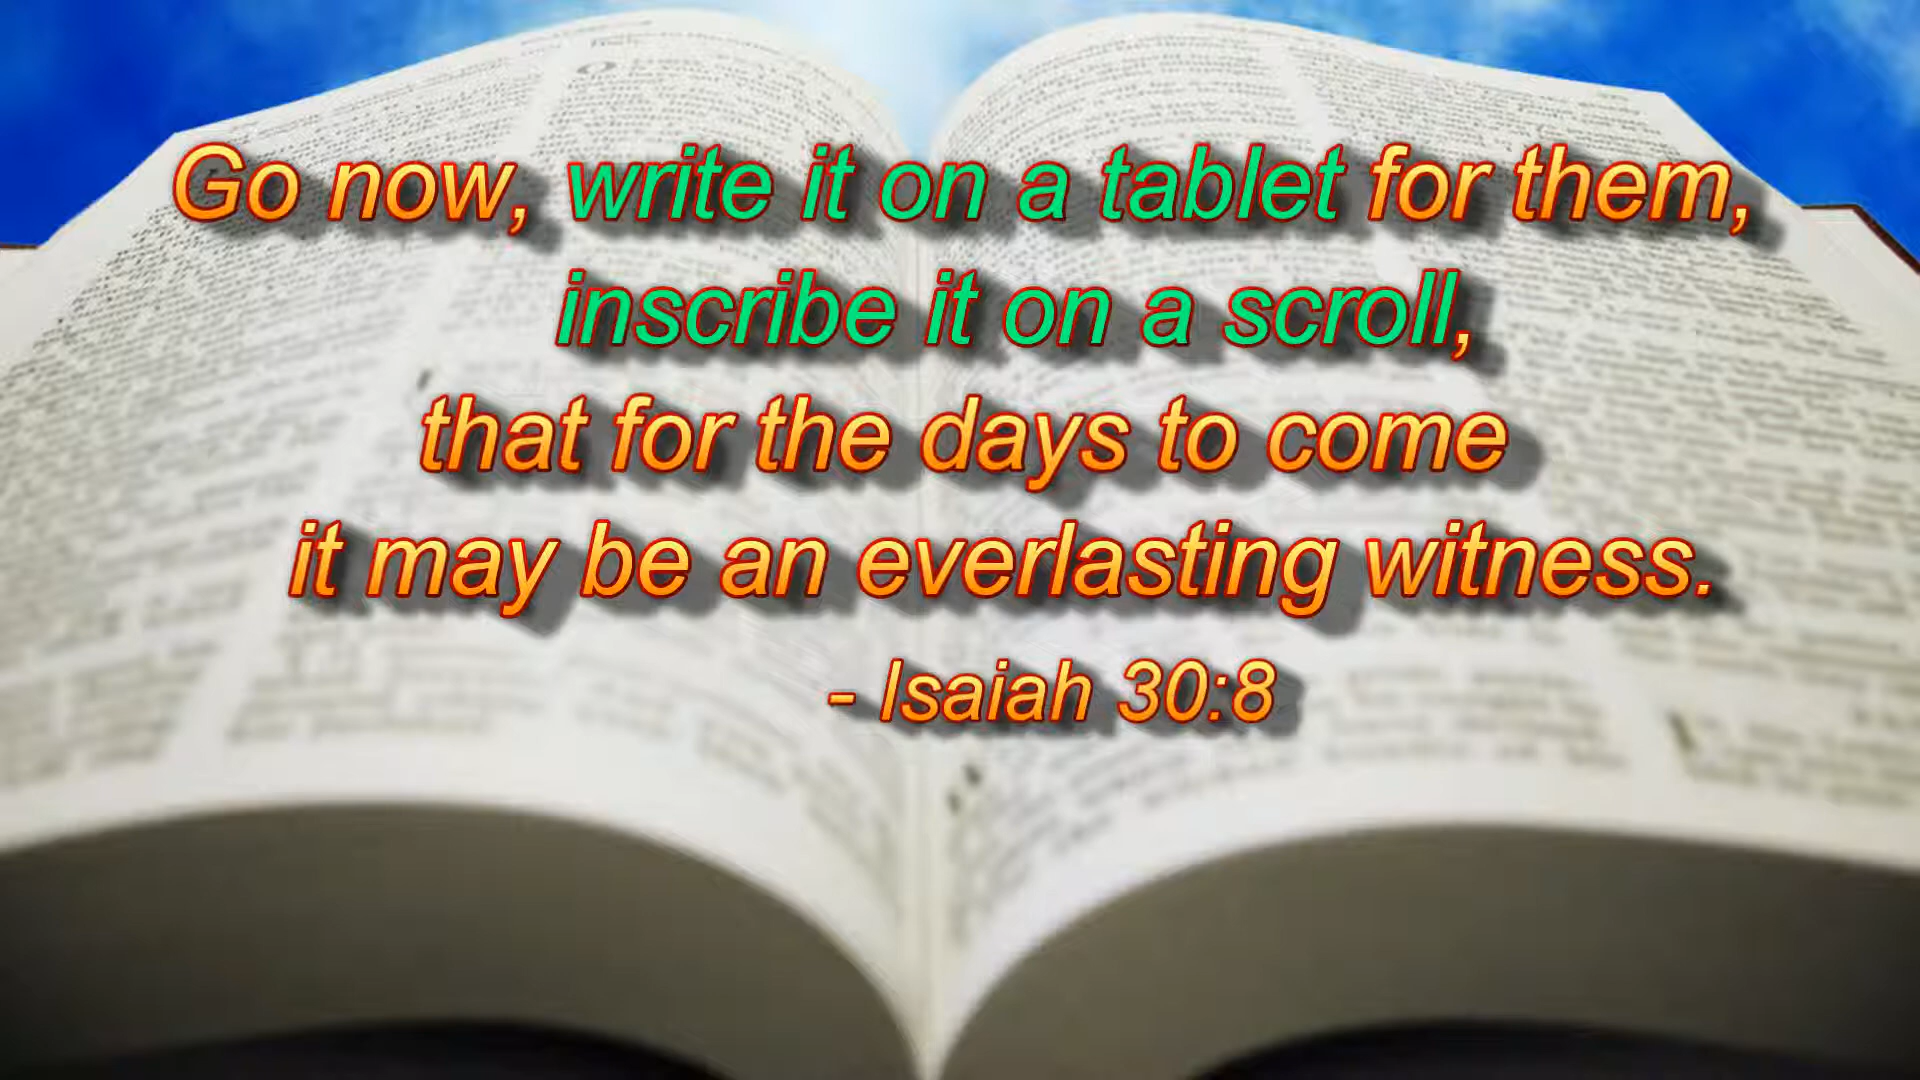 Go now, write it on a tablet for them,
inscribe it on a scroll,
that for the days to come
it may be an everlasting witness.
- Isaiah 30:8